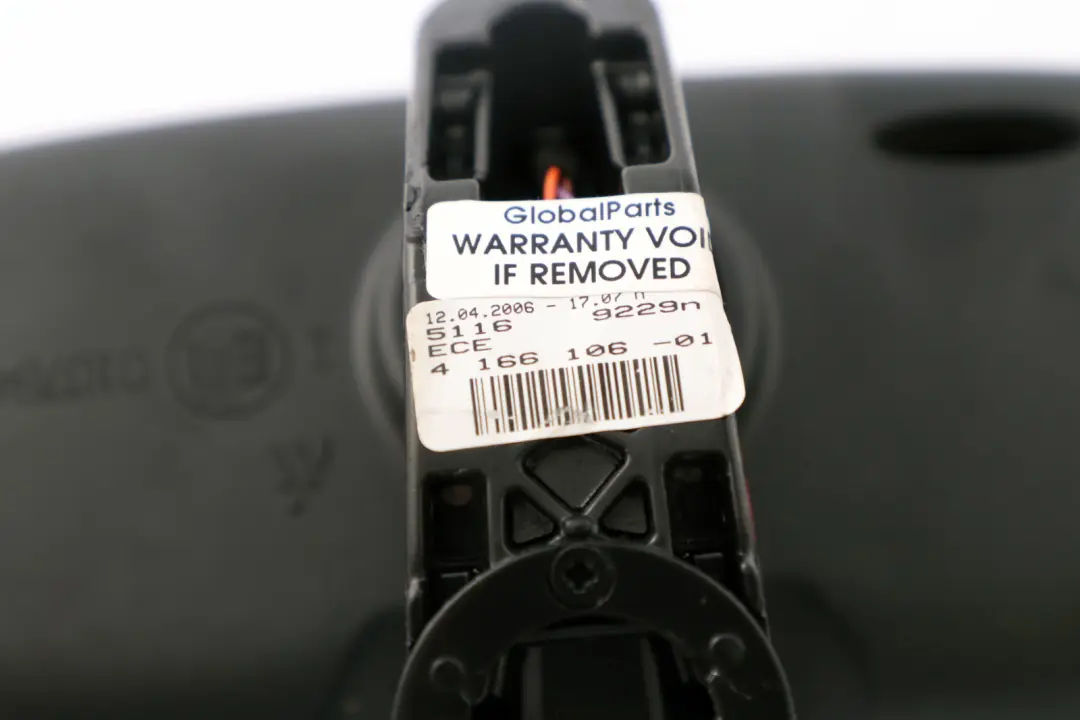 GlobalParts
WARRANTY VOI
IF REMOVED
12.04.2006 - 17.07 n
5116 9229n
ECE
4 166 106 -01